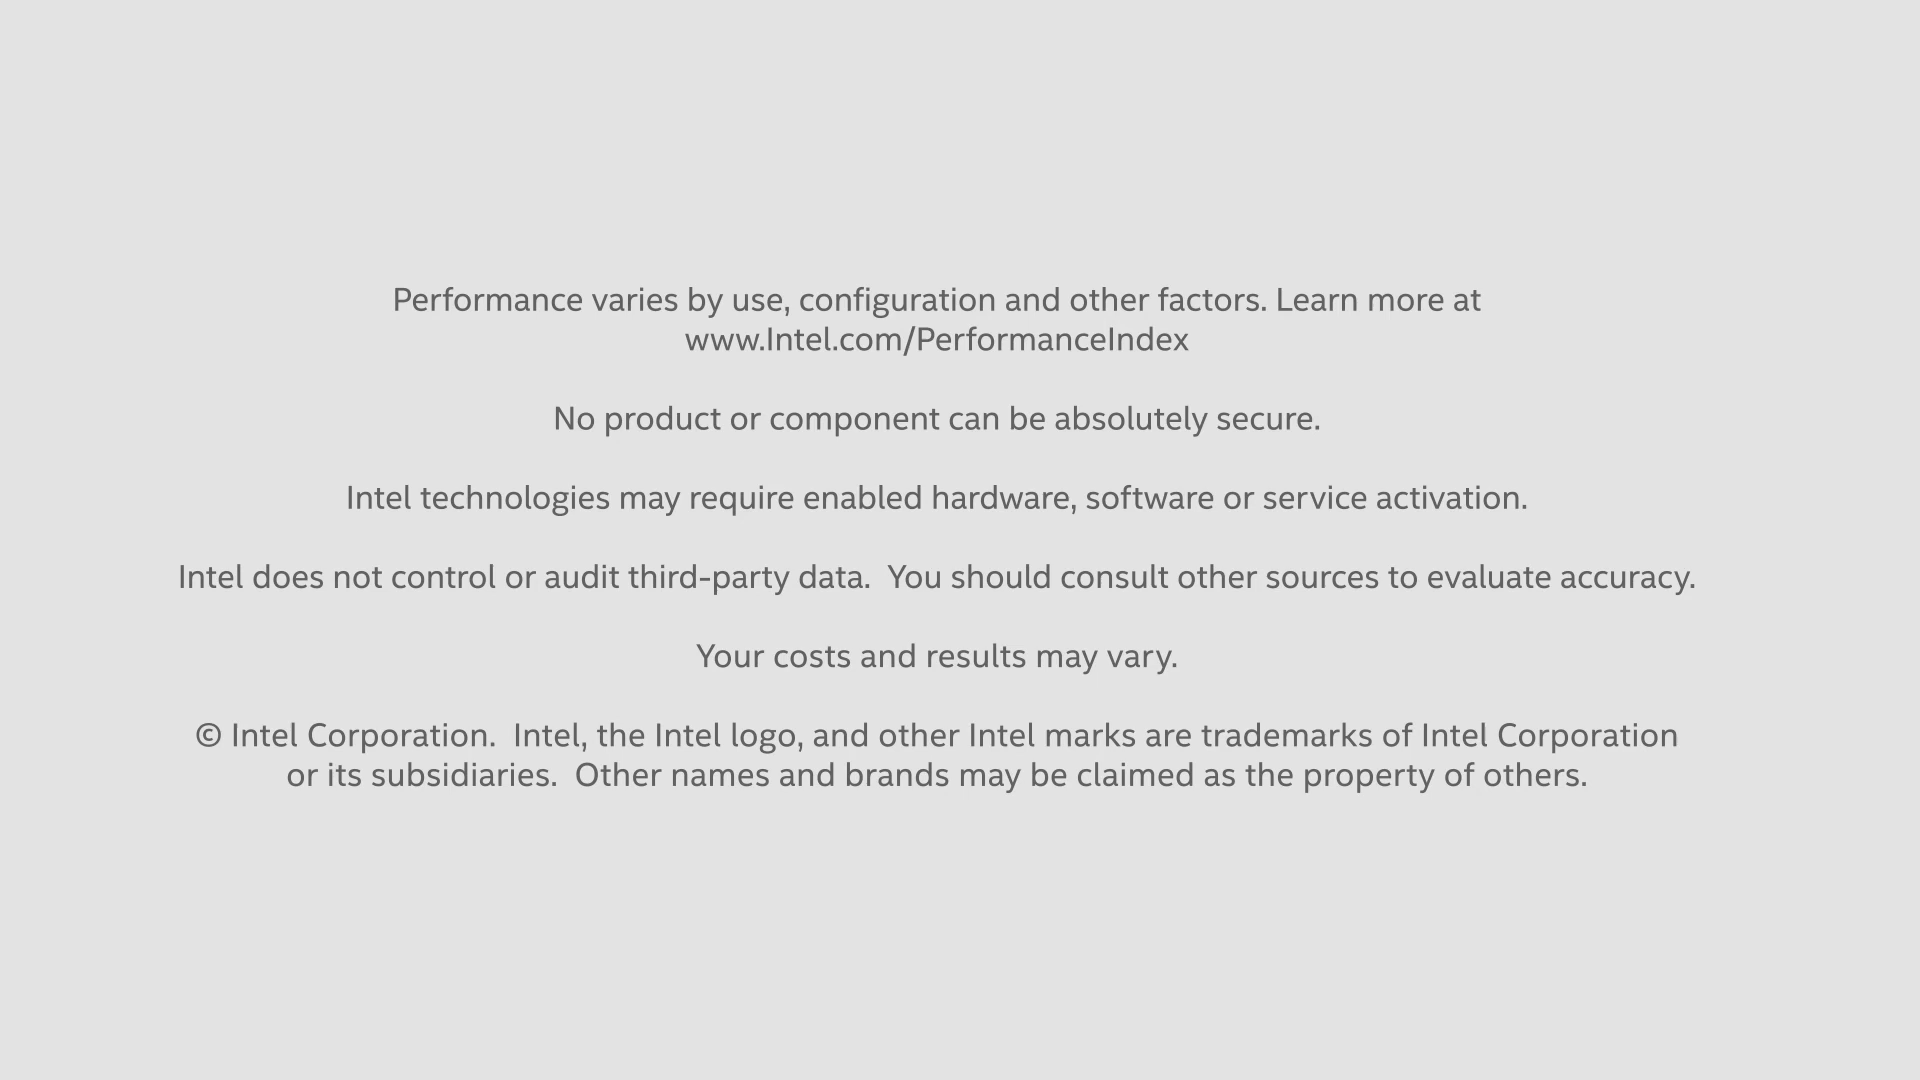 Performance varies by use, configuration and other factors. Learn more at
www.Intel.com/PerformanceIndex
No product or component can be absolutely secure.
Intel technologies may require enabled hardware, software or service activation.
Intel does not control or audit third-party data.  You should consult other sources to evaluate accuracy.
Your costs and results may vary.
© Intel Corporation.  Intel, the Intel logo, and other Intel marks are trademarks of Intel Corporation
or its subsidiaries.  Other names and brands may be claimed as the property of others.